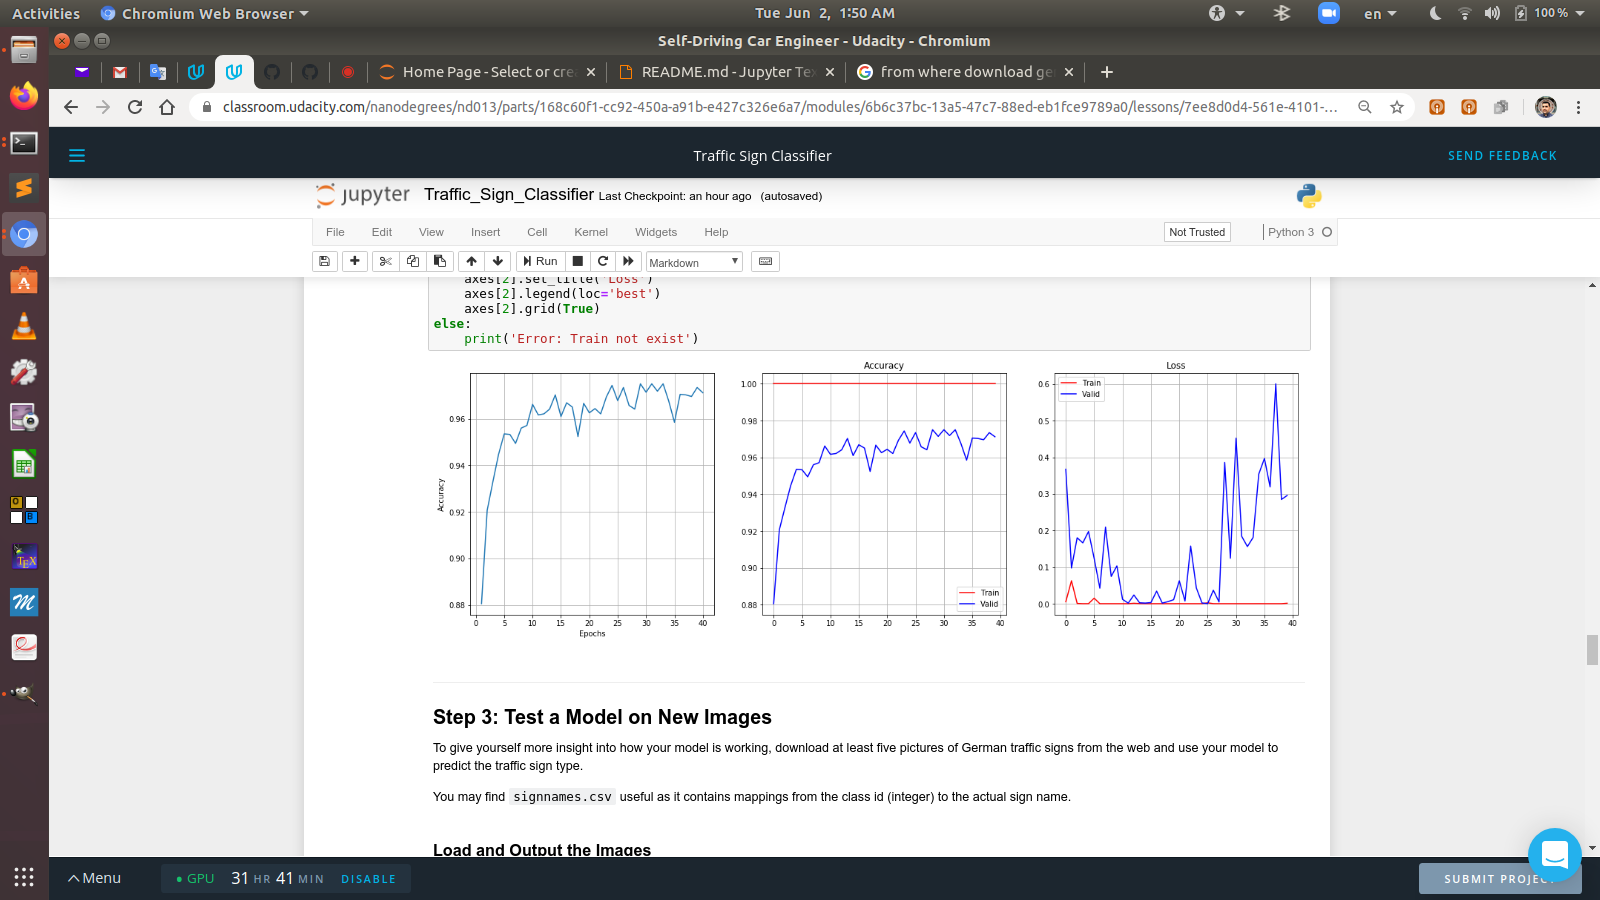 Activities Chromium Web Browser Tue Jun 2, 1:50 AM en 100%
Self-Driving Car Engineer - Udacity - Chromium
Home Page - Select or cre README.md - Jupyter Tex from where download ge
classroom.udacity.com/nanodegrees/nd013/parts/168c60f1-cc92-450a-a91b-e427c326e6a7/modules/6b6c37bc-13a5-47c7-88ed-eb1fce9789a0/lessons/7ee8d0d4-561e-4101-...
Traffic Sign Classifier SEND FEEDBACK
jupyter Traffic_Sign_Classifier Last Checkpoint: an hour ago (autosaved)
File Edit View Insert Cell Kernel Widgets Help Not Trusted Python 3
Run Markdown
axes[2].set_title('Loss')
axes[2].legend(loc='best')
axes[2].grid(True)
else:
print('Error: Train not exist')
Accuracy
0.96
0.94
0.92
0.90
0.88
0 5 10 15 20 25 30 35 40
Epochs
Accuracy
1.00
0.98
0.96
0.94
0.92
0.90
0.88
Train
Valid
0 5 10 15 20 25 30 35 40
Loss
Train
Valid
0.6
0.5
0.4
0.3
0.2
0.1
0.0
0 5 10 15 20 25 30 35 40
Step 3: Test a Model on New Images
To give yourself more insight into how your model is working, download at least five pictures of German traffic signs from the web and use your model to
predict the traffic sign type.
You may find signnames.csv useful as it contains mappings from the class id (integer) to the actual sign name.
Load and Output the Images
Menu GPU 31 HR 41 MIN DISABLE SUBMIT PROJECT